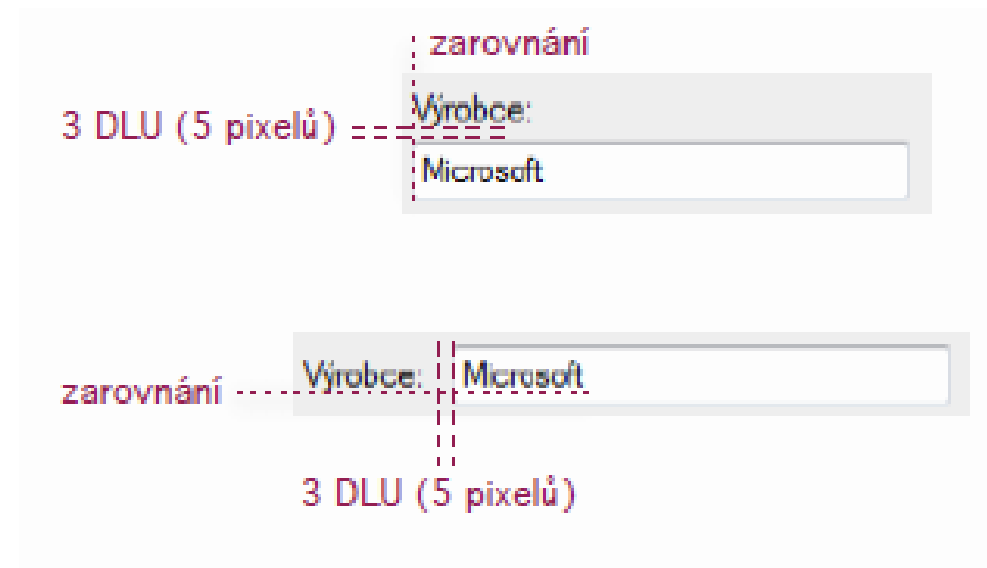 zarovnání
Výrobce:
3 DLU (5 pixelů)
Microsoft
Výrobce: Microsoft
zarovnání
3 DLU (5 pixelů)